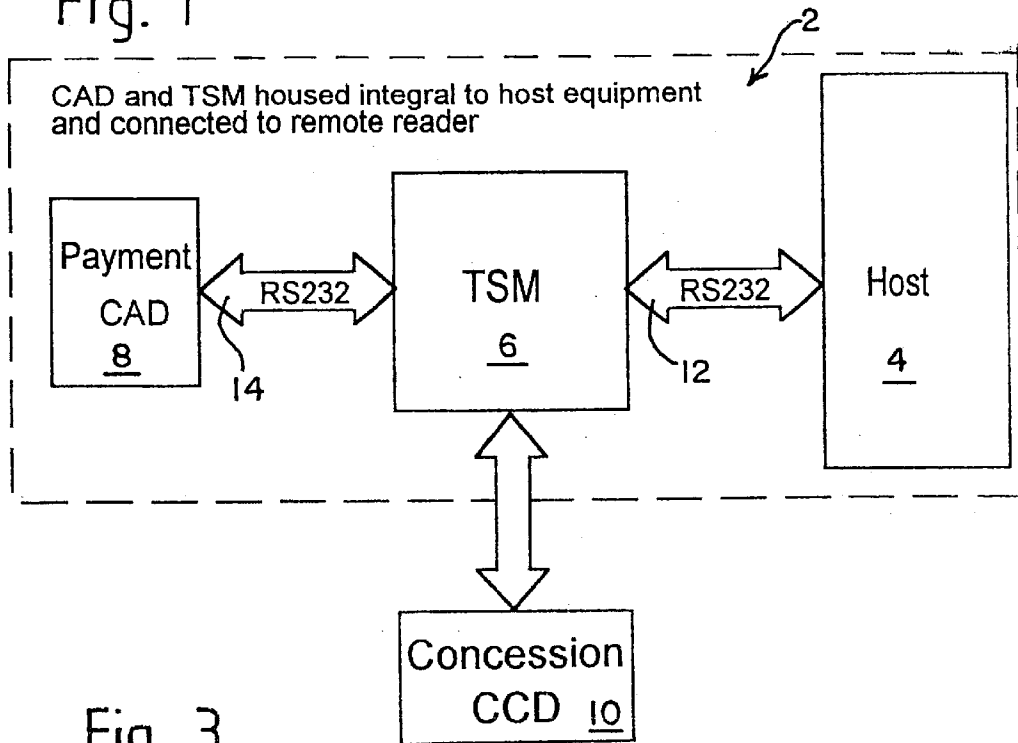 Fig. 1
2
CAD and TSM housed integral to host equipment
and connected to remote reader
Payment
CAD
8
RS232
14
TSM
6
RS232
12
Host
4
Concession
CCD 10
Fig. 3